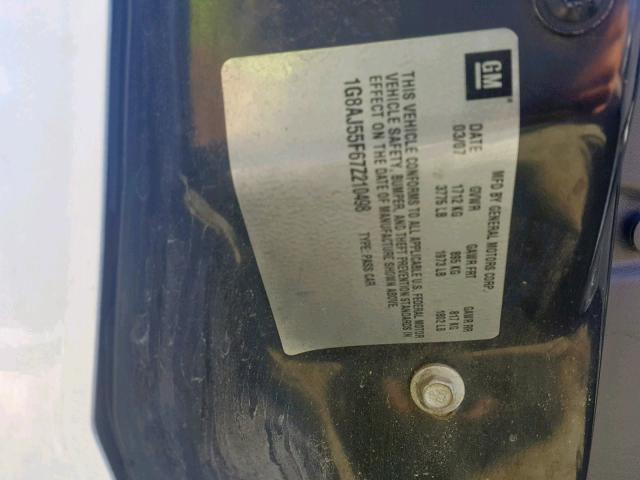 GM
MFD BY GENERAL MOTORS CORP.
DATE GVWR GAWR FRT GAWR RR
03/07 1712 KG 895 KG 817 KG
3775 LB 1973 LB 1802 LB
THIS VEHICLE CONFORMS TO ALL APPLICABLE U.S. FEDERAL MOTOR
VEHICLE SAFETY, BUMPER, AND THEFT PREVENTION STANDARDS IN
EFFECT ON THE DATE OF MANUFACTURE SHOWN ABOVE.
1G8AJ55F67Z210498 TYPE: PASS CAR